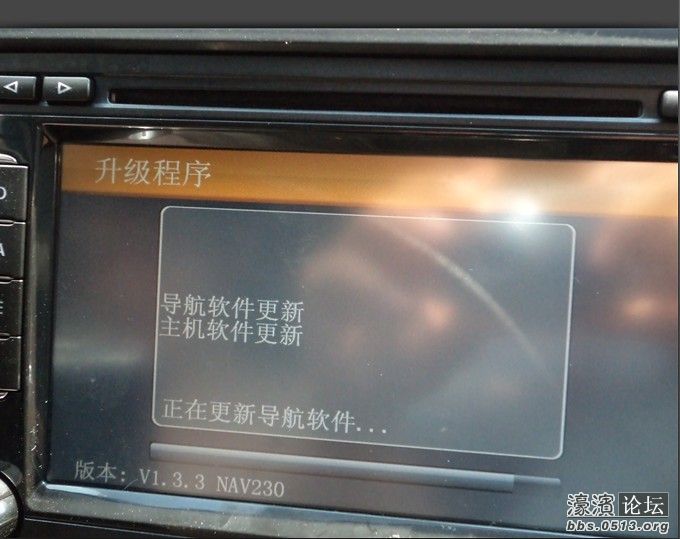 升级程序
导航软件更新
主机软件更新
正在更新导航软件...
版本: V1.3.3 NAV230
濠濱论坛
bbs.0513.org